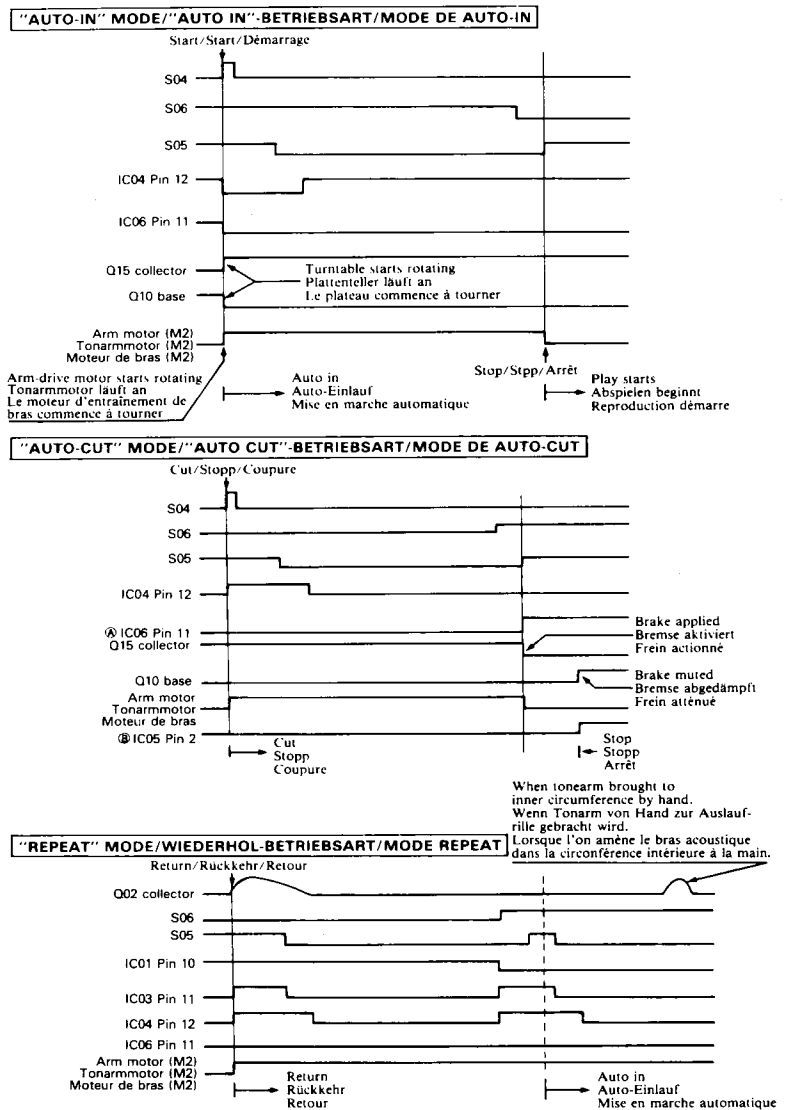 "AUTO-IN" MODE/"AUTO IN"-BETRIEBSART/MODE DE AUTO-IN
Start/Start/Démarrage
S04
S06
S05
IC04 Pin 12
IC06 Pin 11
Q15 collector
Q10 base
Turntable starts rotating
Plattenteller läuft an
Le plateau commence à tourner
Arm motor (M2)
Tonarmmotor (M2)
Moteur de bras (M2)
Arm-drive motor starts rotating
Tonarmmotor läuft an
Le moteur d'entraînement de
bras commence à tourner
Auto in
Auto-Einlauf
Mise en marche automatique
Stop/Stpp/Arrêt
Play starts
Abspielen beginnt
Reproduction démarre
"AUTO-CUT" MODE/"AUTO CUT"-BETRIEBSART/MODE DE AUTO-CUT
Cut/Stopp/Coupure
S04
S06
S05
IC04 Pin 12
Ⓐ IC06 Pin 11
Q15 collector
Brake applied
Bremse aktiviert
Frein actionné
Q10 base
Brake muted
Bremse abgedämpft
Frein atténué
Arm motor
Tonarmmotor
Moteur de bras
Ⓑ IC05 Pin 2
Cut
Stopp
Coupure
Stop
Stopp
Arrêt
When tonearm brought to
inner circumference by hand.
Wenn Tonarm von Hand zur Auslauf-
rille gebracht wird.
Lorsque l'on amène le bras acoustique
dans la circonférence intérieure à la main.
"REPEAT" MODE/WIEDERHOL-BETRIEBSART/MODE REPEAT
Return/Rückkehr/Retour
Q02 collector
S06
S05
IC01 Pin 10
IC03 Pin 11
IC04 Pin 12
IC06 Pin 11
Arm motor (M2)
Tonarmmotor (M2)
Moteur de bras (M2)
Return
Rückkehr
Retour
Auto in
Auto-Einlauf
Mise en marche automatique